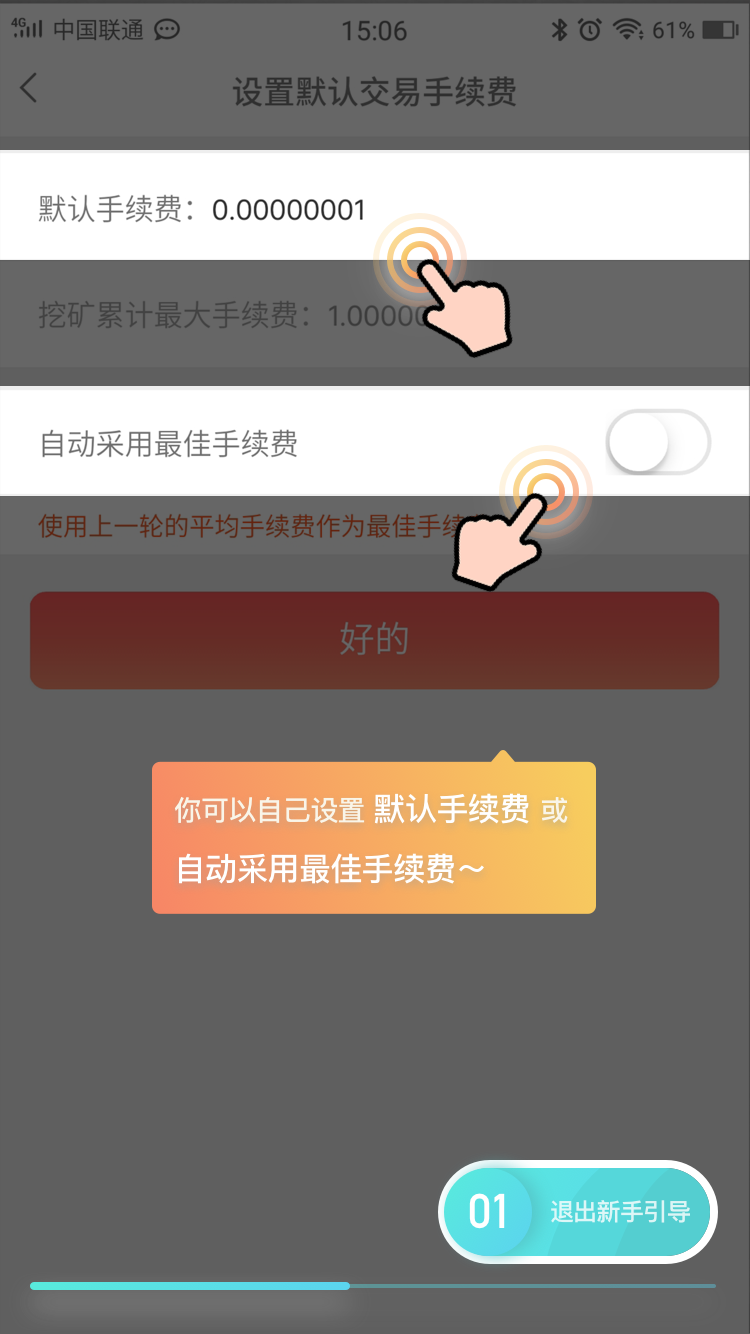 4G 中国联通 15:06 61%
设置默认交易手续费
默认手续费：0.00000001
挖矿累计最大手续费：1.0000
自动采用最佳手续费
使用上一轮的平均手续费作为最佳手续
好的
你可以自己设置 默认手续费 或
自动采用最佳手续费～
01 退出新手引导